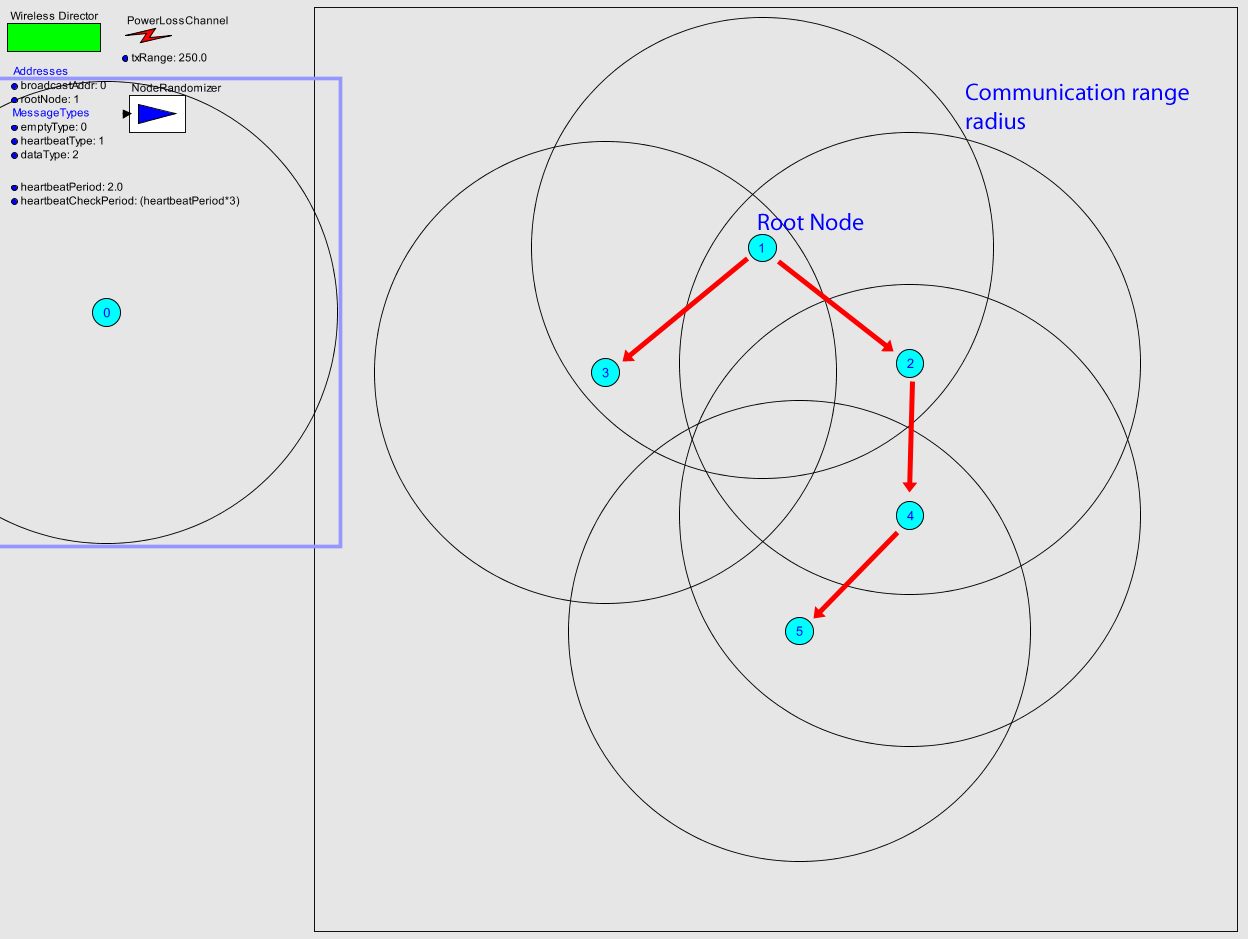 Wireless Director
PowerLossChannel
txRange: 250.0
Addresses
broadcastAddr: 0
rootNode: 1
MessageTypes
emptyType: 0
heartbeatType: 1
dataType: 2
NodeRandomizer
heartbeatPeriod: 2.0
heartbeatCheckPeriod: (heartbeatPeriod*3)
Communication range
radius
Root Node
1
0
2
3
4
5